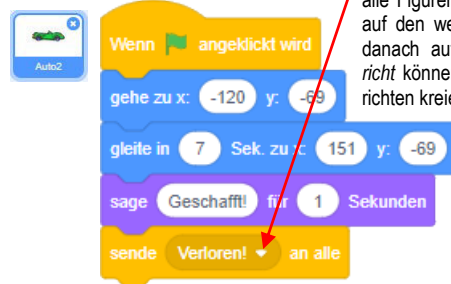 alle Figuren
auf den we
danach au
richt könne
richten kreie
Auto2
Wenn angeklickt wird
gehe zu x: -120 y: -69
gleite in 7 Sek. zu x: 151 y: -69
sage Geschafft! für 1 Sekunden
sende Verloren! an alle